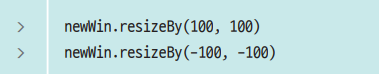 > newWin.resizeBy(100, 100)
> newWin.resizeBy(-100, -100)